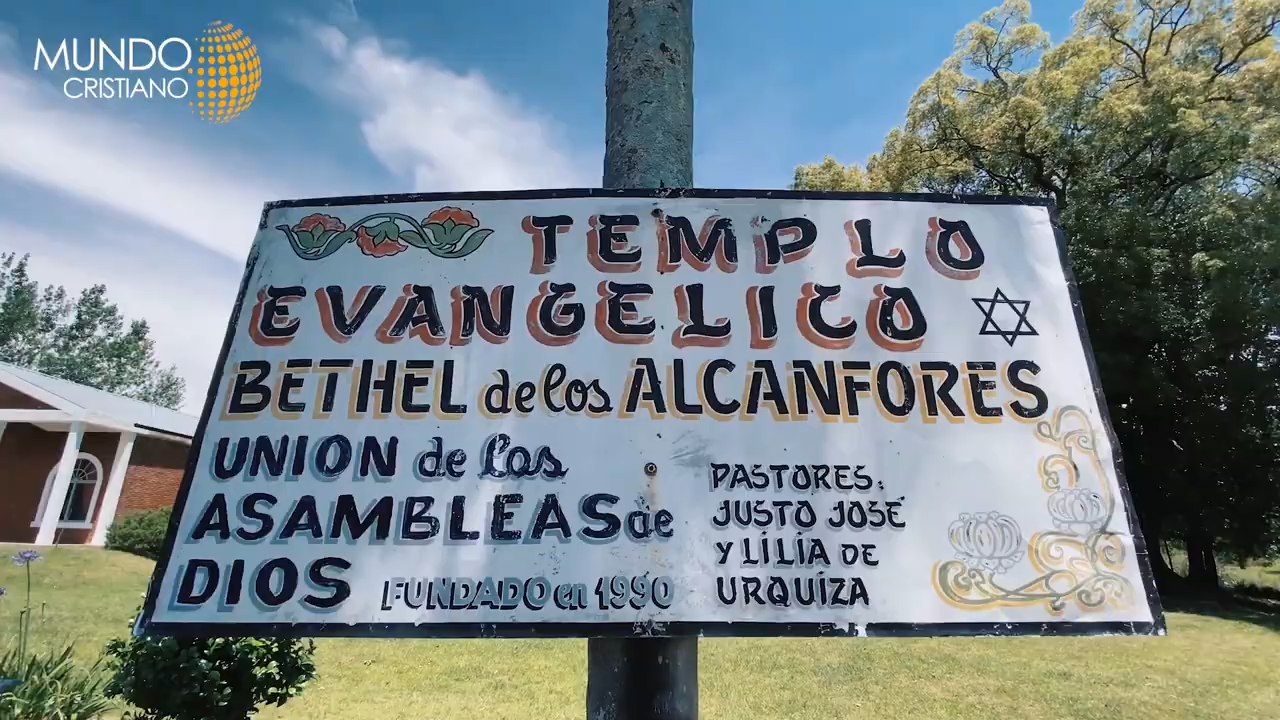 MUNDO
CRISTIANO
TEMPLO
EVANGELICO
BETHEL de los ALCANFORES
UNION de las
ASAMBLEAS de
DIOS FUNDADO en 1990
PASTORES:
JUSTO JOSÉ
Y LILIA DE
URQUIZA